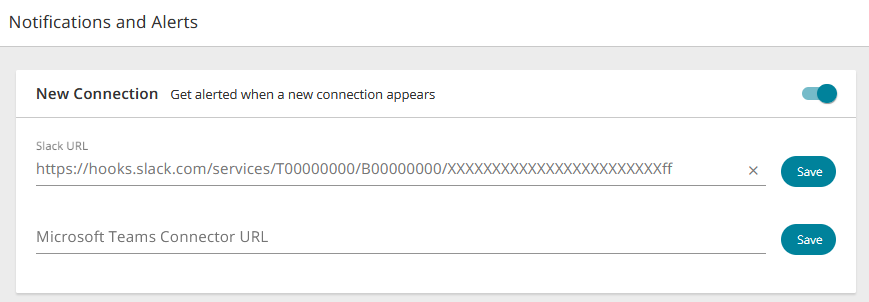 Notifications and Alerts
New Connection Get alerted when a new connection appears
Slack URL
https://hooks.slack.com/services/T00000000/B00000000/XXXXXXXXXXXXXXXXXXXXXXXXff
Save
Microsoft Teams Connector URL
Save